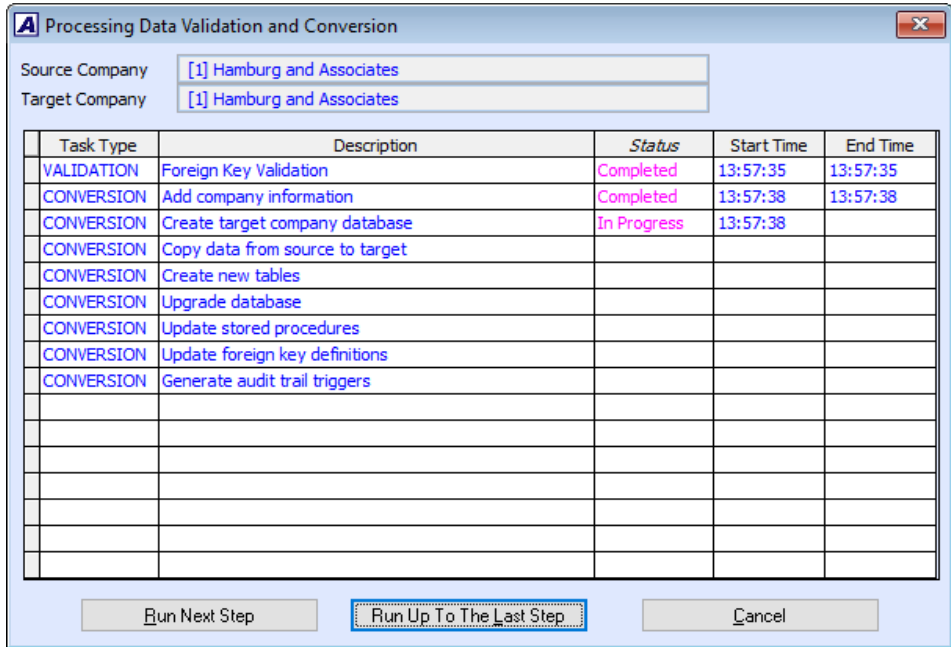 A Processing Data Validation and Conversion
Source Company [1] Hamburg and Associates
Target Company [1] Hamburg and Associates
Task Type Description Status Start Time End Time
VALIDATION Foreign Key Validation Completed 13:57:35 13:57:35
CONVERSION Add company information Completed 13:57:38 13:57:38
CONVERSION Create target company database In Progress 13:57:38
CONVERSION Copy data from source to target
CONVERSION Create new tables
CONVERSION Upgrade database
CONVERSION Update stored procedures
CONVERSION Update foreign key definitions
CONVERSION Generate audit trail triggers
Run Next Step Run Up To The Last Step Cancel